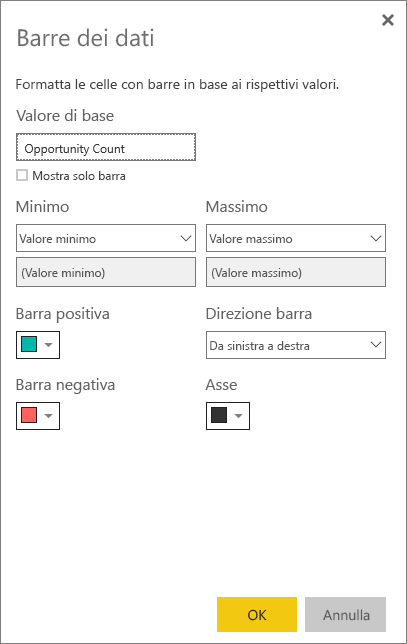 Barre dei dati
Formatta le celle con barre in base ai rispettivi valori.
Valore di base
Opportunity Count
Mostra solo barra
Minimo
Massimo
Valore minimo
Valore massimo
(Valore minimo)
(Valore massimo)
Barra positiva
Direzione barra
Da sinistra a destra
Barra negativa
Asse
OK
Annulla